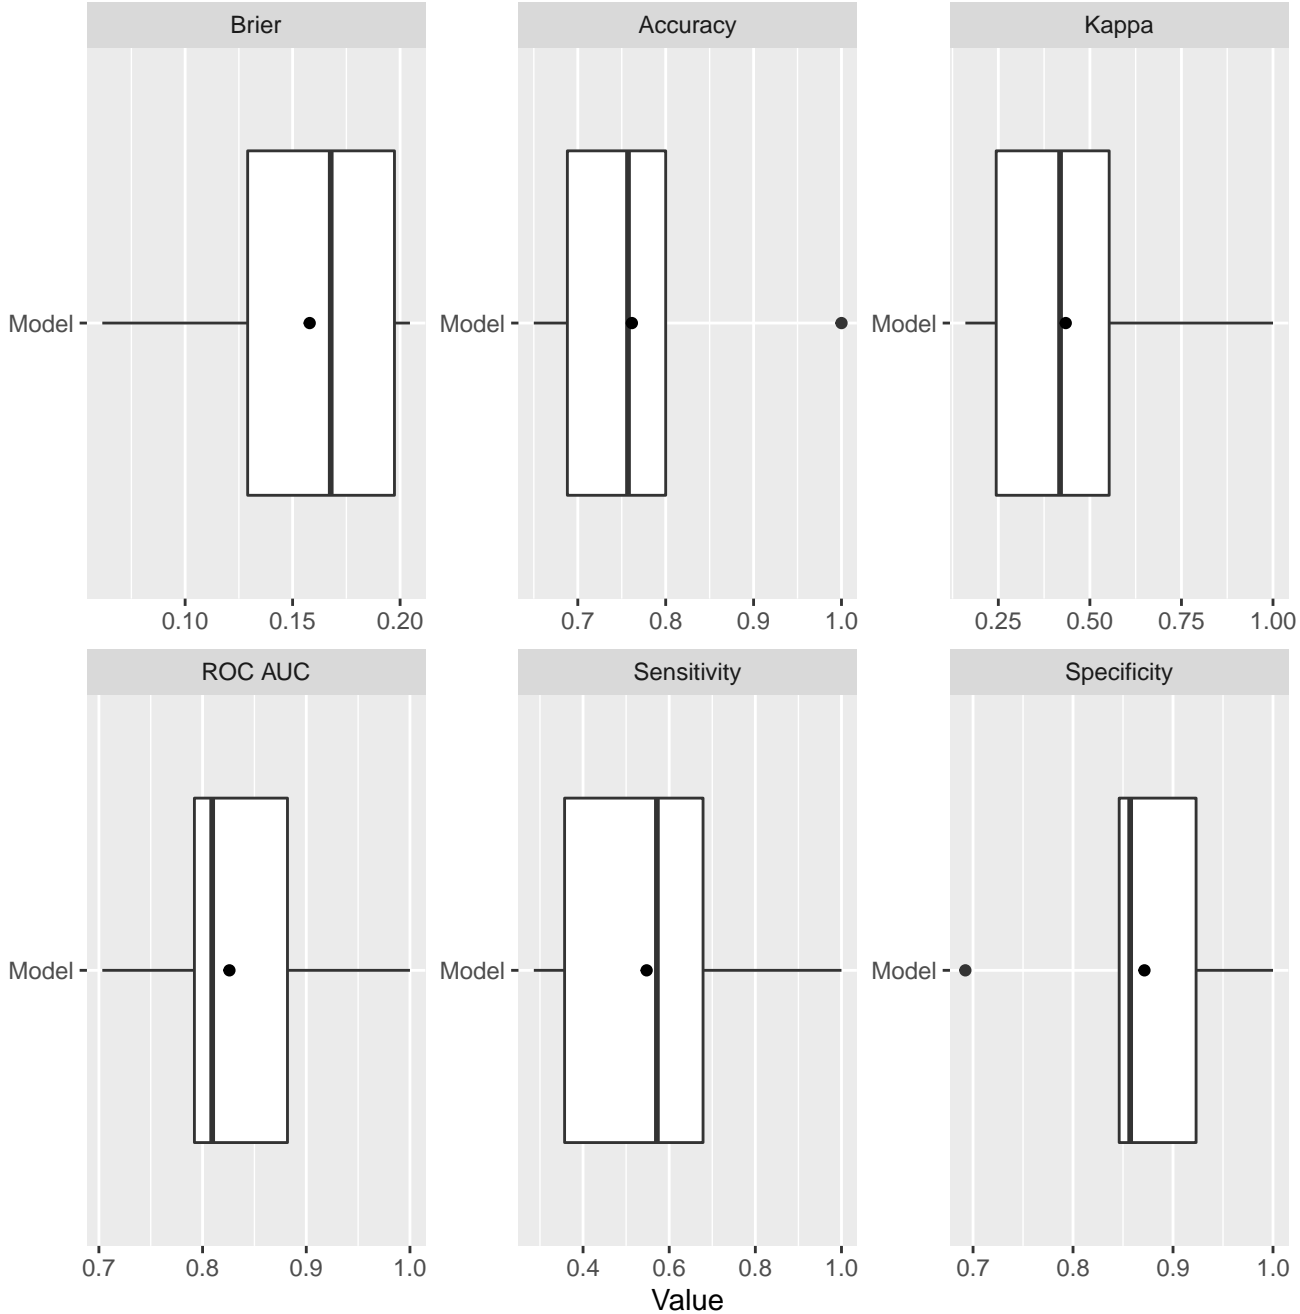 Brier Accuracy Kappa
Model Model Model
0.10 0.15 0.20 0.7 0.8 0.9 1.0 0.25 0.50 0.75 1.00
ROC AUC Sensitivity Specificity
Model Model Model
0.7 0.8 0.9 1.0 0.4 0.6 0.8 1.0 0.7 0.8 0.9 1.0
Value